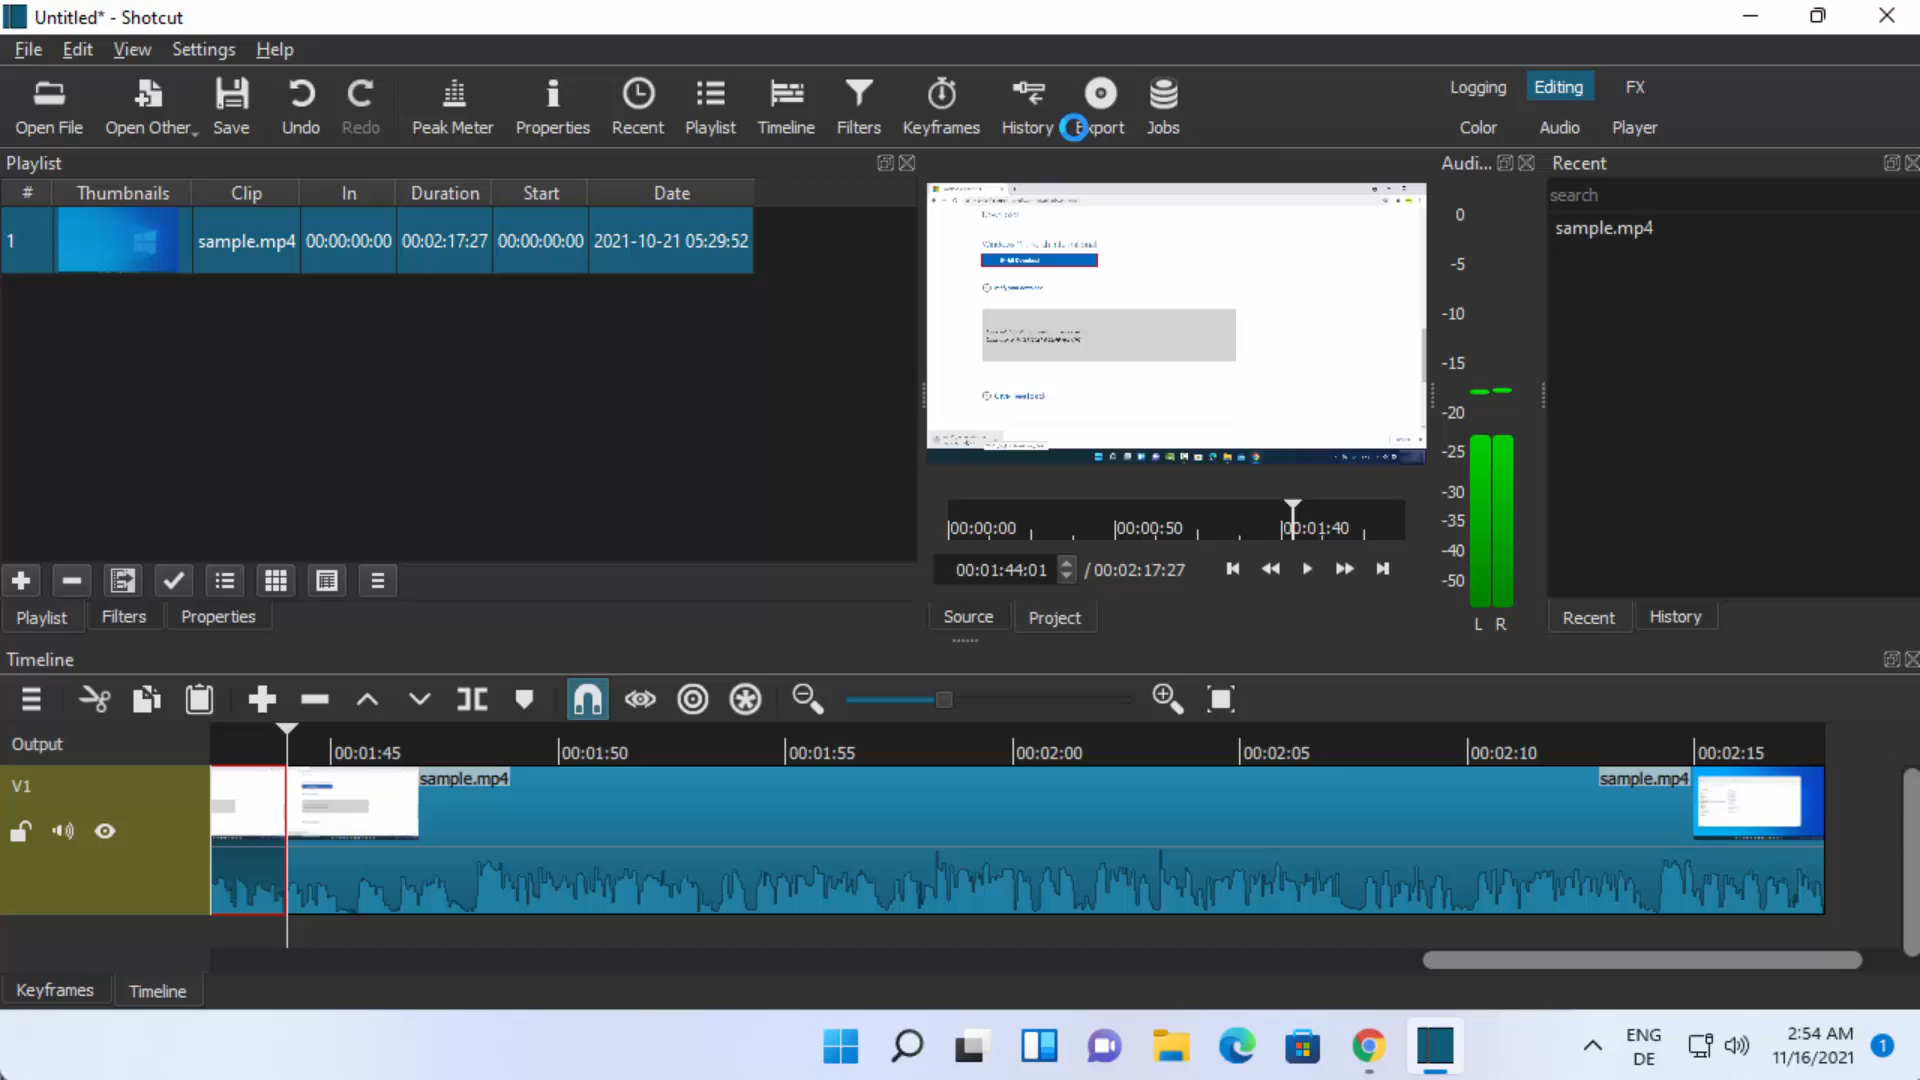 Untitled* - Shotcut
File Edit View Settings Help
Open File Open Other Save Undo Redo Peak Meter Properties Recent Playlist Timeline Filters Keyframes History Export Jobs
Logging Editing FX
Color Audio Player
Playlist
Audi... Recent
# Thumbnails Clip In Duration Start Date
1 sample.mp4 00:00:00:00 00:02:17:27 00:00:00:00 2021-10-21 05:29:52
search
sample.mp4
0
-5
-10
-15
-20
-25
-30
-35
-40
-50
L R
00:00:00 00:00:50 00:01:40
00:01:44:01 / 00:02:17:27
Source Project
Playlist Filters Properties
Recent History
Timeline
Output
00:01:45 00:01:50 00:01:55 00:02:00 00:02:05 00:02:10 00:02:15
V1
sample.mp4 sample.mp4
Keyframes Timeline
ENG
DE
2:54 AM
11/16/2021
1